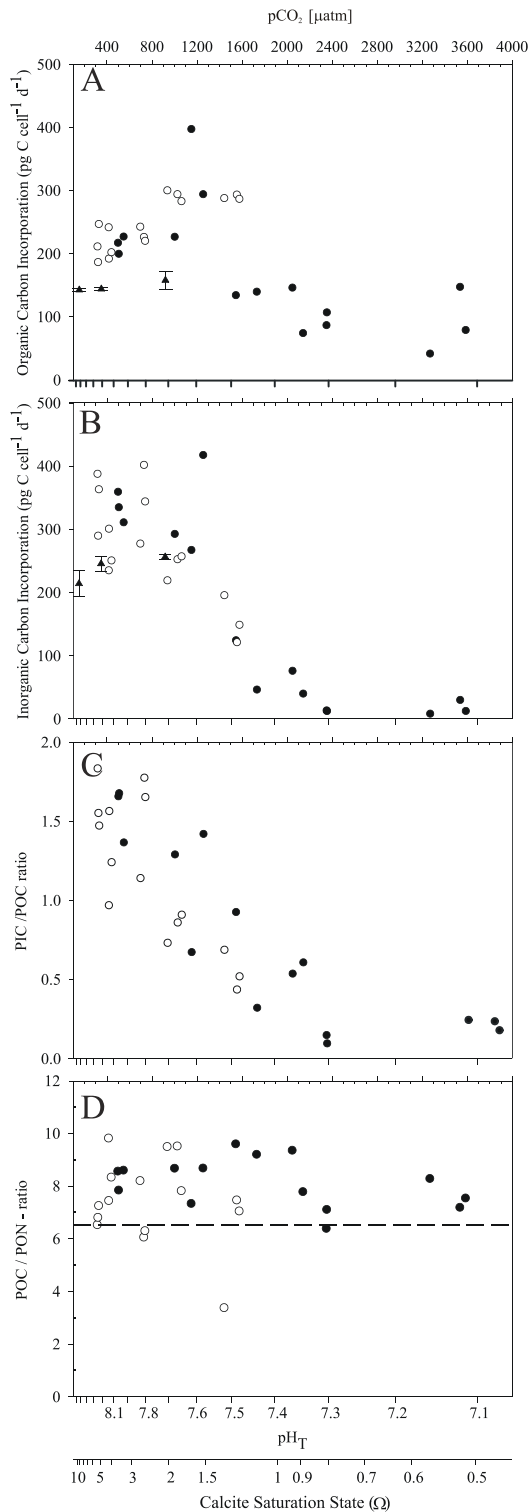 pCO₂ [µatm]
400 800 1200 1600 2000 2400 2800 3200 3600 4000
A
500
400
300
200
100
0
Organic Carbon Incorporation (pg C cell⁻¹ d⁻¹)
B
500
400
300
200
100
0
Inorganic Carbon Incorporation (pg C cell⁻¹ d⁻¹)
C
2.0
1.5
1.0
0.5
0.0
PIC /POC ratio
D
12
10
8
6
4
2
0
POC / PON - ratio
8.1 7.8 7.6 7.5 7.4 7.3 7.2 7.1
pH_T
10 5 3 2 1.5 1 0.9 0.8 0.7 0.6 0.5
Calcite Saturation State (Ω)